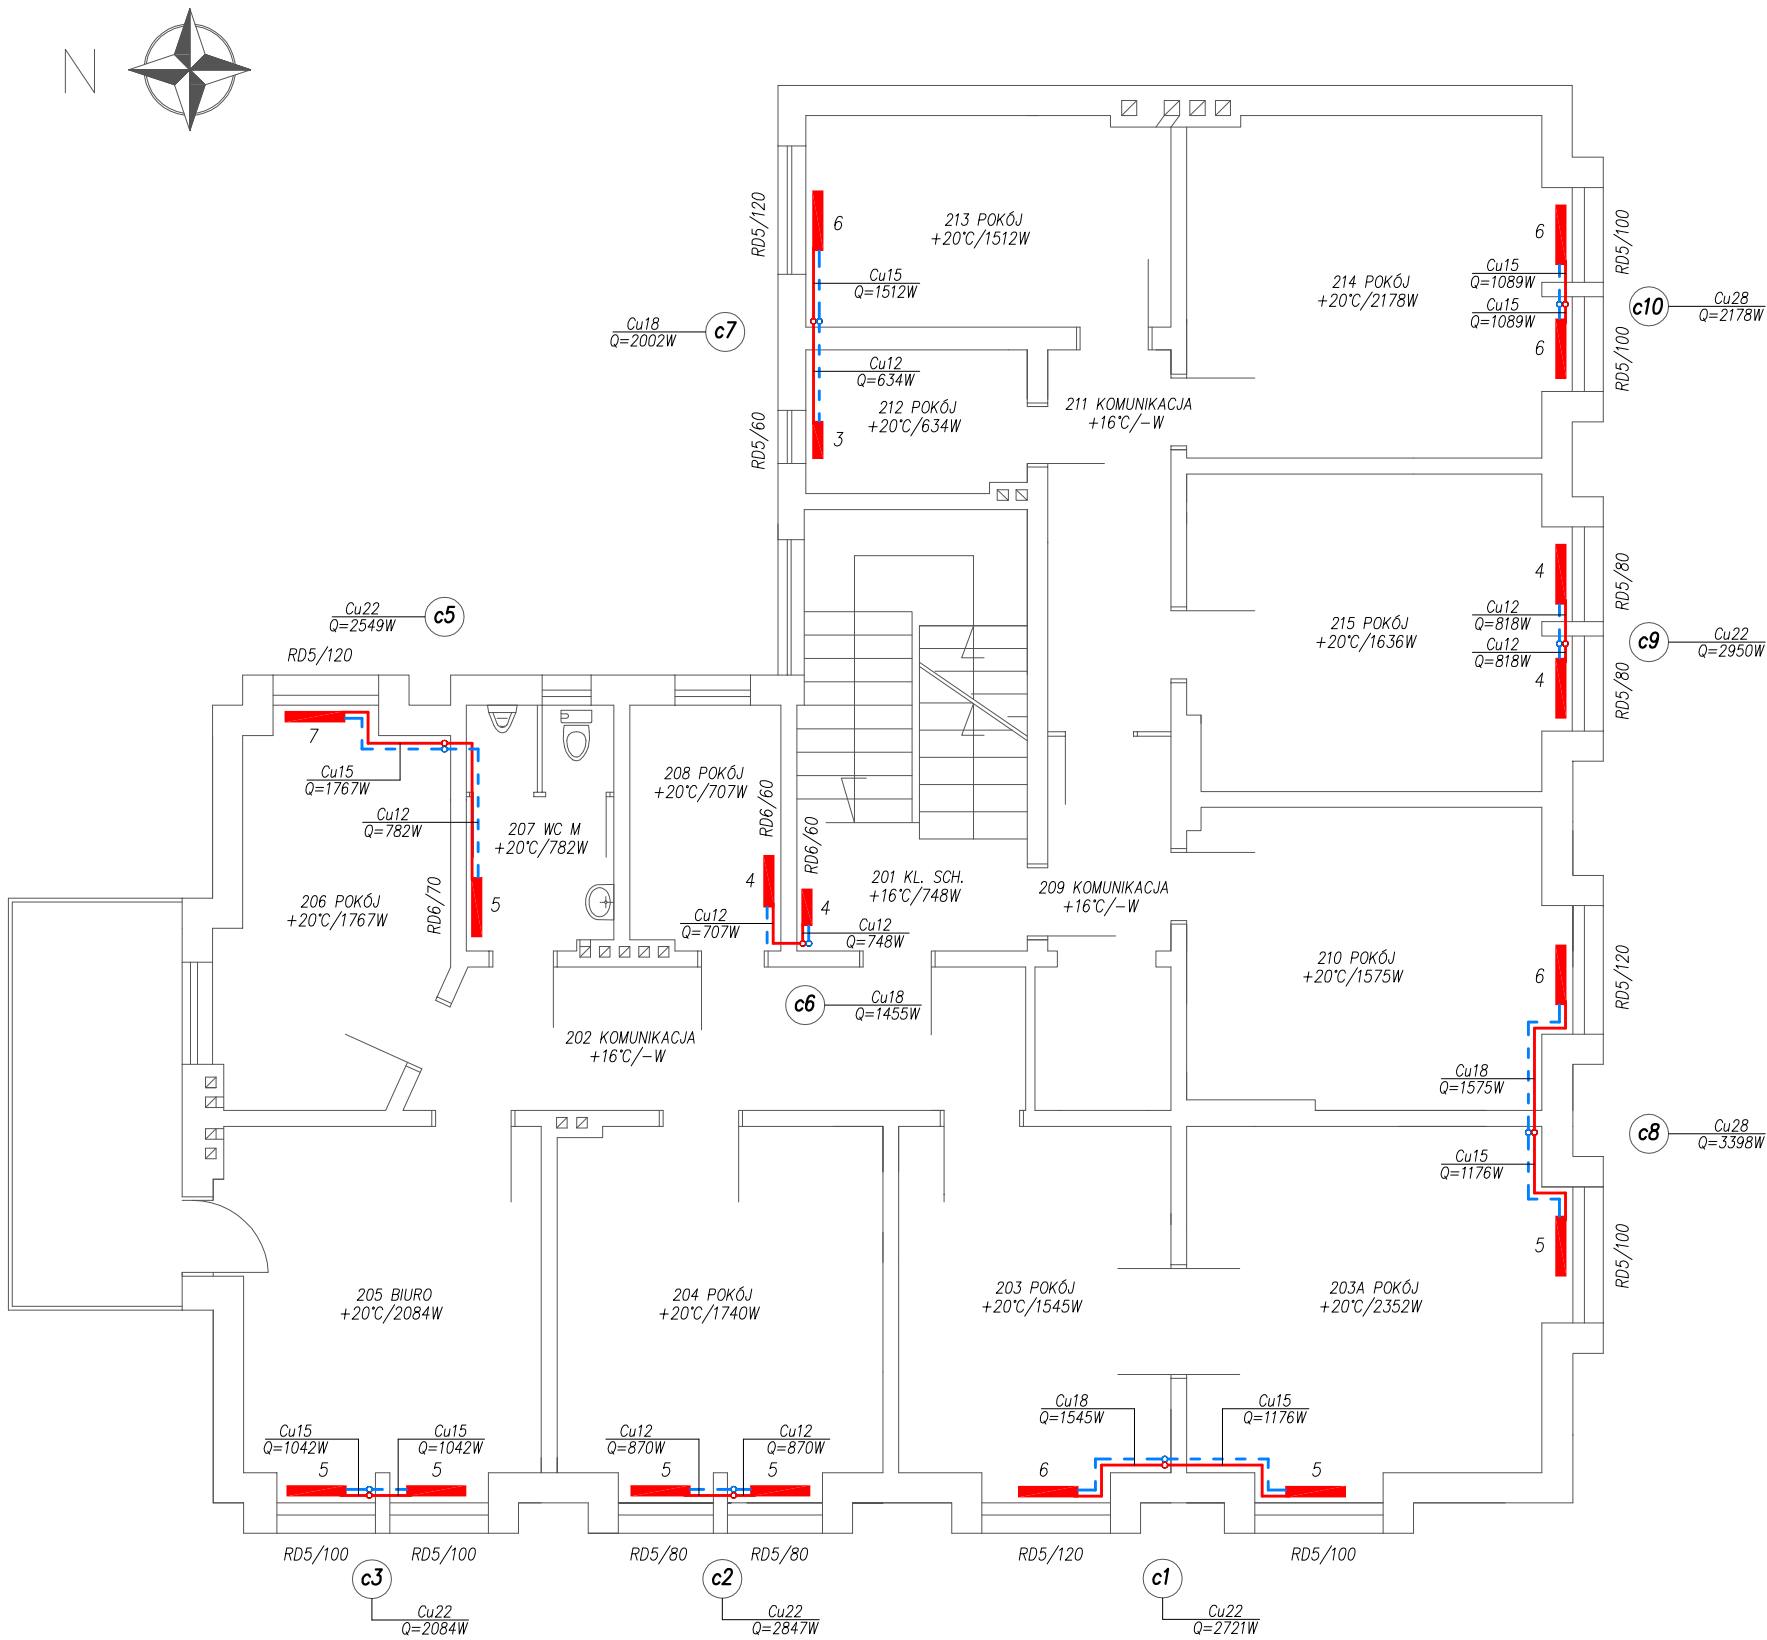 N
RD5/120
6
213 POKÓJ
+20°C/1512W
Cu15
Q=1512W
Cu18
Q=2002W
c7
Cu12
Q=634W
212 POKÓJ
+20°C/634W
RD5/60
3
211 KOMUNIKACJA
+16°C/-W
214 POKÓJ
+20°C/2178W
6
RD5/100
Cu15
Q=1089W
Cu15
Q=1089W
6
RD5/100
c10
Cu28
Q=2178W
4
RD5/80
215 POKÓJ
+20°C/1636W
Cu12
Q=818W
Cu12
Q=818W
4
RD5/80
c9
Cu22
Q=2950W
Cu22
Q=2549W
c5
RD5/120
7
Cu15
Q=1767W
Cu12
Q=782W
207 WC M
+20°C/782W
208 POKÓJ
+20°C/707W
RD6/60
RD6/60
4
4
206 POKÓJ
+20°C/1767W
RD6/70
5
Cu12
Q=707W
Cu12
Q=748W
201 KL. SCH.
+16°C/748W
209 KOMUNIKACJA
+16°C/-W
210 POKÓJ
+20°C/1575W
6
RD5/120
c6
Cu18
Q=1455W
202 KOMUNIKACJA
+16°C/-W
Cu18
Q=1575W
c8
Cu28
Q=3398W
Cu15
Q=1176W
5
RD5/100
205 BIURO
+20°C/2084W
204 POKÓJ
+20°C/1740W
203 POKÓJ
+20°C/1545W
203A POKÓJ
+20°C/2352W
Cu15
Q=1042W
Cu15
Q=1042W
Cu12
Q=870W
Cu12
Q=870W
Cu18
Q=1545W
Cu15
Q=1176W
5
5
5
5
6
5
RD5/100
RD5/100
RD5/80
RD5/80
RD5/120
RD5/100
c3
c2
c1
Cu22
Q=2084W
Cu22
Q=2847W
Cu22
Q=2721W